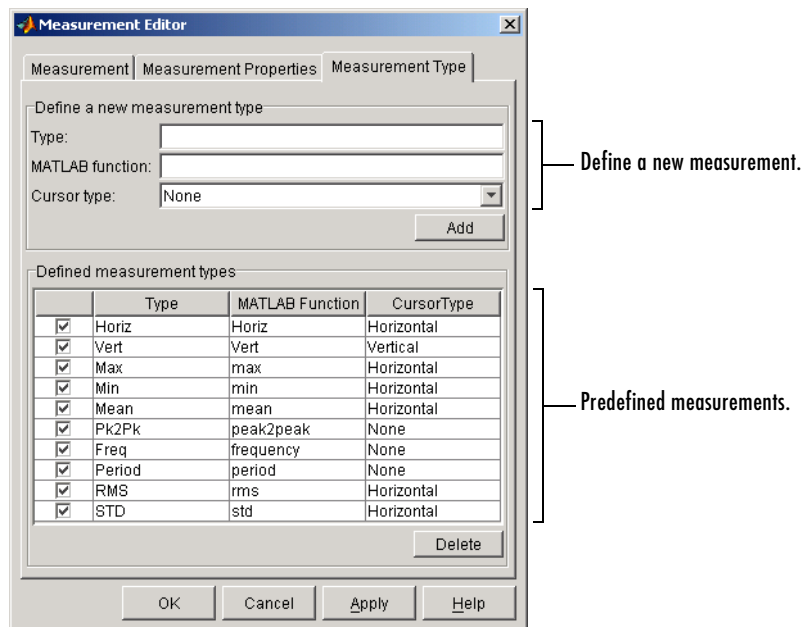 Measurement Editor
Measurement Measurement Properties Measurement Type
Define a new measurement type
Type:
MATLAB function:
Cursor type: None
Add
Define a new measurement.
Defined measurement types
Type MATLAB Function CursorType
Horiz Horiz Horizontal
Vert Vert Vertical
Max max Horizontal
Min min Horizontal
Mean mean Horizontal
Pk2Pk peak2peak None
Freq frequency None
Period period None
RMS rms Horizontal
STD std Horizontal
Predefined measurements.
Delete
OK Cancel Apply Help